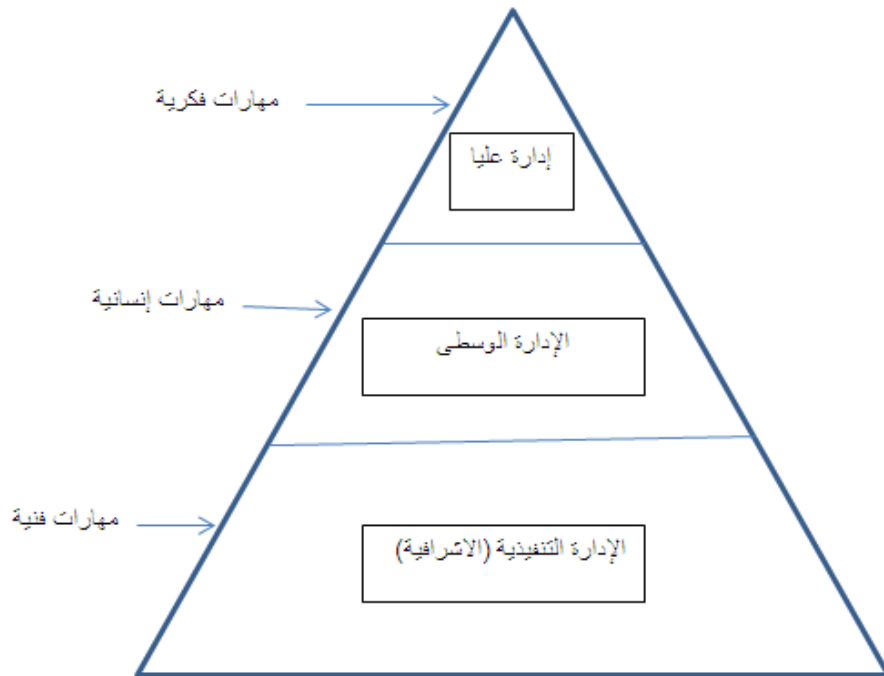 مهارات فكرية
إدارة عليا
مهارات إنسانية
الإدارة الوسطى
مهارات فنية
الإدارة التنفيذية (الاشرافية)